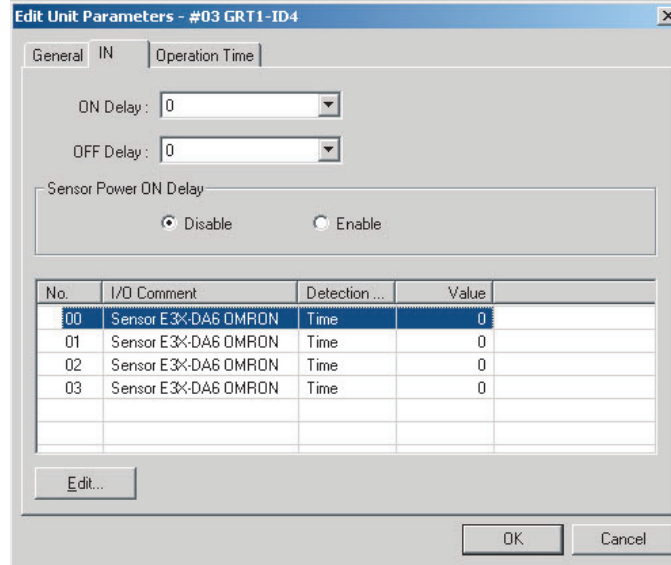 Edit Unit Parameters - #03 GRT1-ID4
General IN Operation Time
ON Delay : 0
OFF Delay : 0
Sensor Power ON Delay
Disable Enable
No. I/O Comment Detection ... Value
00 Sensor E3X-DA6 OMRON Time 0
01 Sensor E3X-DA6 OMRON Time 0
02 Sensor E3X-DA6 OMRON Time 0
03 Sensor E3X-DA6 OMRON Time 0
Edit...
OK Cancel